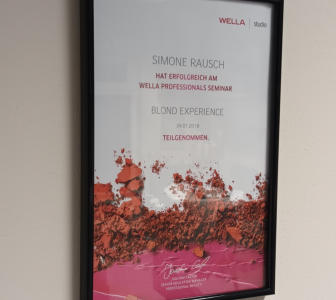 WELLA | studio
SIMONE RAUSCH
HAT ERFOLGREICH AM
WELLA PROFESSIONALS SEMINAR
BLOND EXPERIENCE
TEILGENOMMEN.